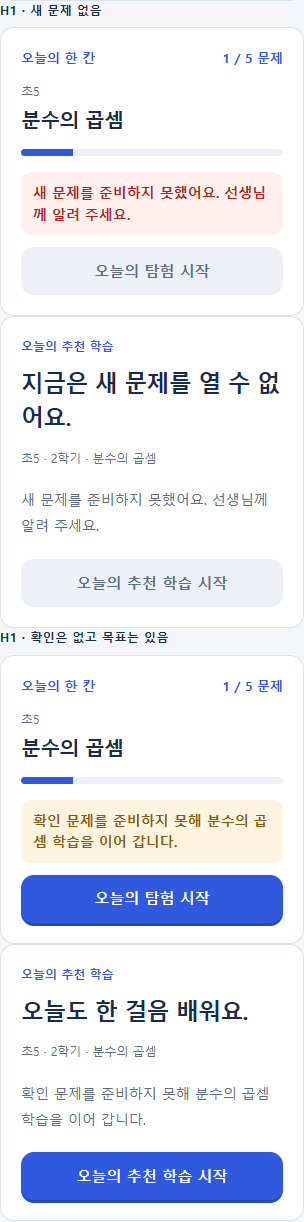 H1 · 새 문제 없음
오늘의 한 칸 1 / 5 문제
초5
분수의 곱셈
새 문제를 준비하지 못했어요. 선생님
께 알려 주세요.
오늘의 탐험 시작
오늘의 추천 학습
지금은 새 문제를 열 수 없
어요.
초5 · 2학기 · 분수의 곱셈
새 문제를 준비하지 못했어요. 선생님께
알려 주세요.
오늘의 추천 학습 시작
H1 · 확인은 없고 목표는 있음
오늘의 한 칸 1 / 5 문제
초5
분수의 곱셈
확인 문제를 준비하지 못해 분수의 곱
셈 학습을 이어 갑니다.
오늘의 탐험 시작
오늘의 추천 학습
오늘도 한 걸음 배워요.
초5 · 2학기 · 분수의 곱셈
확인 문제를 준비하지 못해 분수의 곱셈
학습을 이어 갑니다.
오늘의 추천 학습 시작